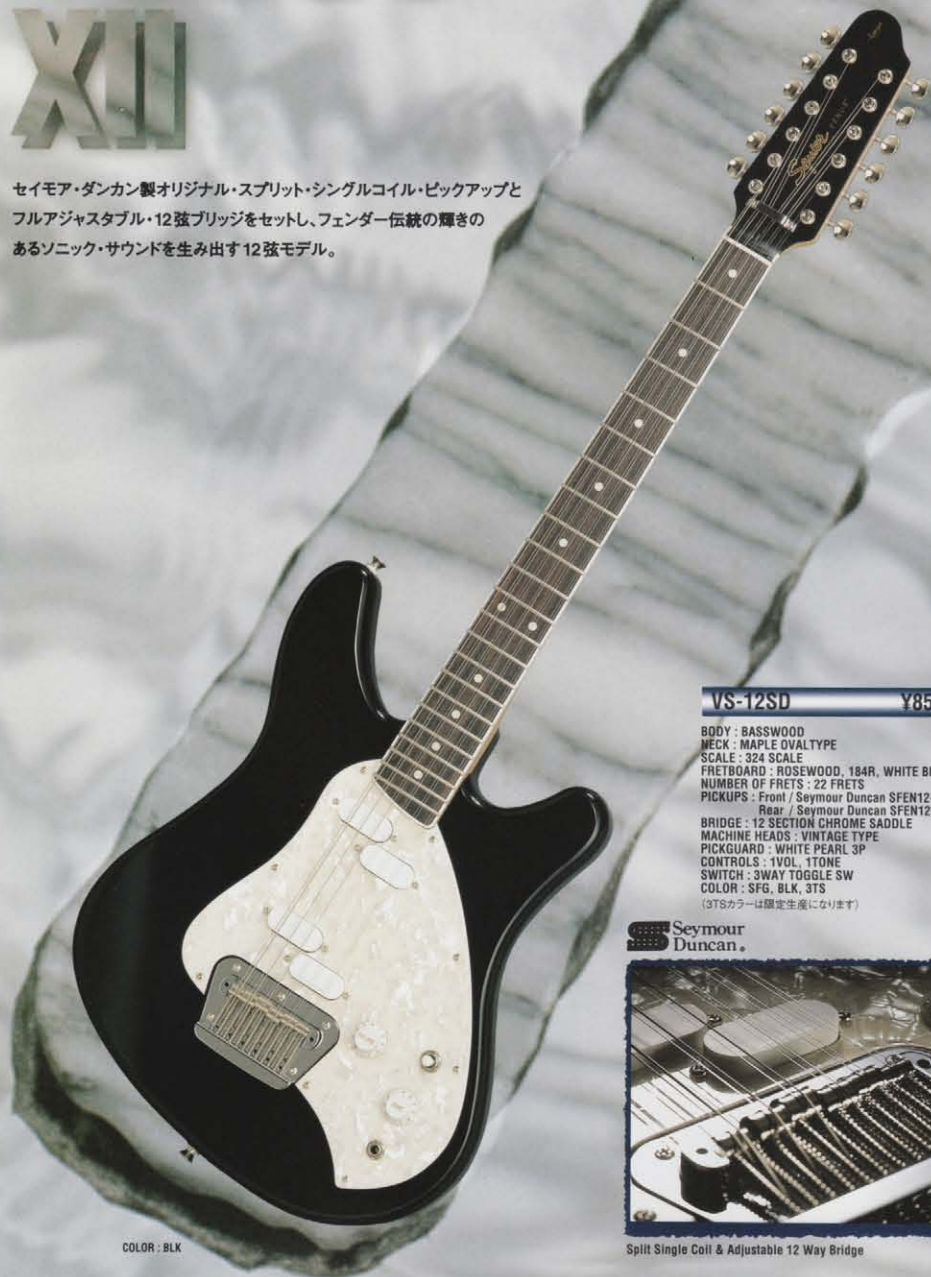 XII
セイモア・ダンカン製オリジナル・スプリット・シングルコイル・ピックアップと
フルアジャスタブル・12弦ブリッジをセットし、フェンダー伝統の輝きの
あるソニック・サウンドを生み出す12弦モデル。
Squier VENUS
VS-12SD ¥85
BODY : BASSWOOD
NECK : MAPLE OVALTYPE
SCALE : 324 SCALE
FRETBOARD : ROSEWOOD, 184R, WHITE
NUMBER OF FRETS : 22 FRETS
PICKUPS : Front / Seymour Duncan SFEN12
Rear / Seymour Duncan SFEN12
BRIDGE : 12 SECTION CHROME SADDLE
MACHINE HEADS : VINTAGE TYPE
PICKGUARD : WHITE PEARL 3P
CONTROLS : 1VOL, 1TONE
SWITCH : 3WAY TOGGLE SW
COLOR : SFG, BLK, 3TS
(3TSカラーは限定生産になります)
Seymour
Duncan®
COLOR : BLK
Split Single Coil & Adjustable 12 Way Bridge